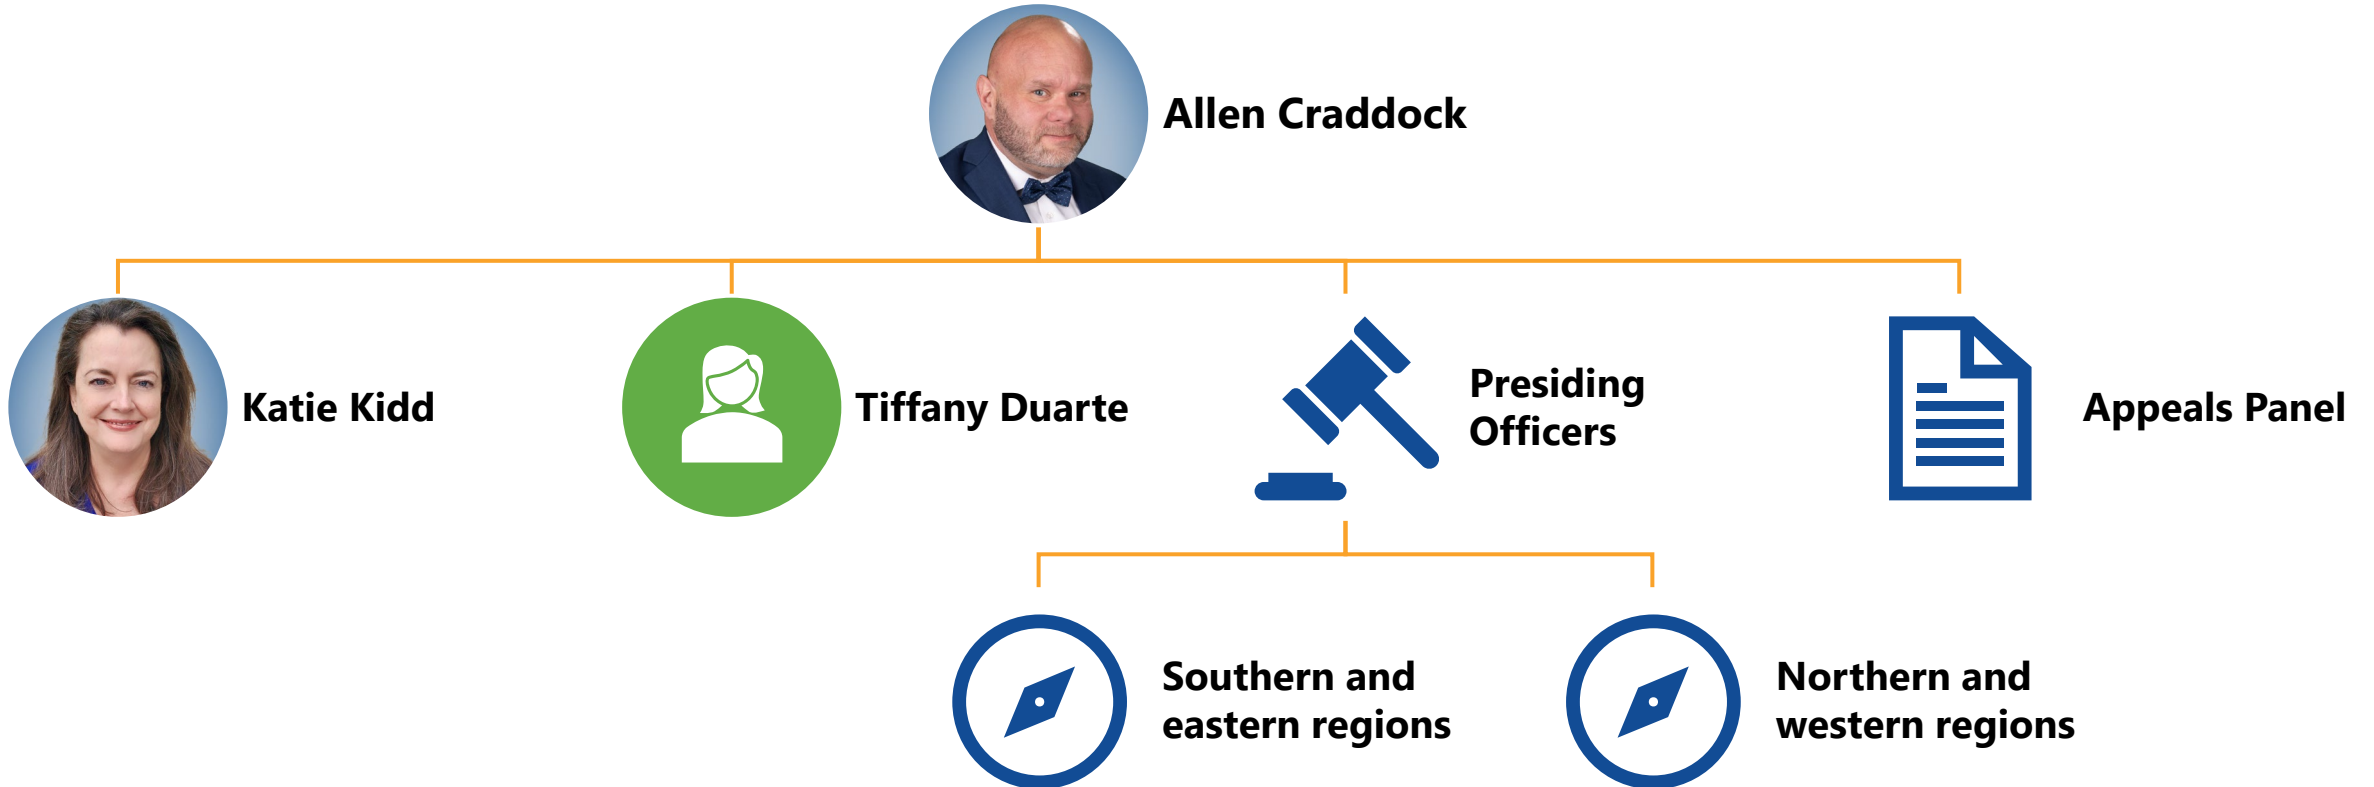 Allen Craddock
Katie Kidd
Tiffany Duarte
Presiding
Officers
Appeals Panel
Southern and
eastern regions
Northern and
western regions